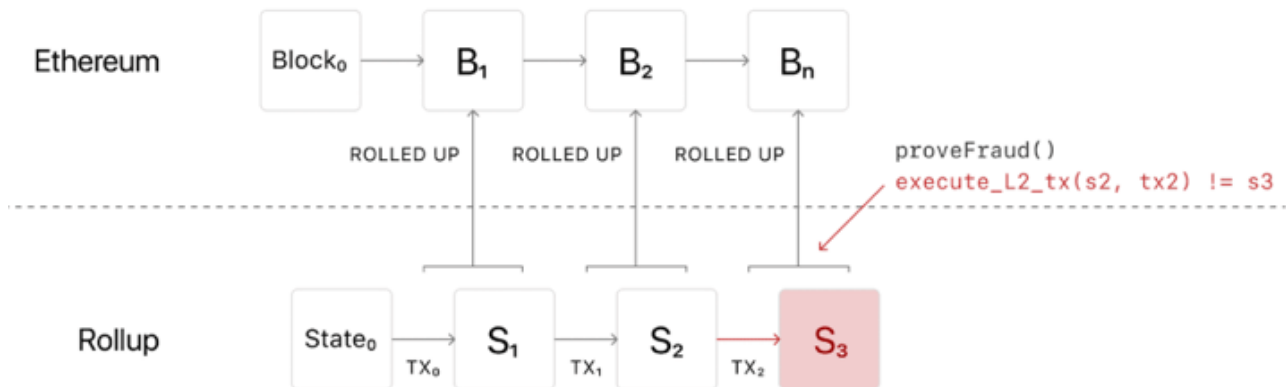 Ethereum
Block₀
B₁
B₂
Bₙ
ROLLED UP
ROLLED UP
ROLLED UP
proveFraud()
execute_L2_tx(s2, tx2) != s3
Rollup
State₀
S₁
S₂
S₃
TX₀
TX₁
TX₂